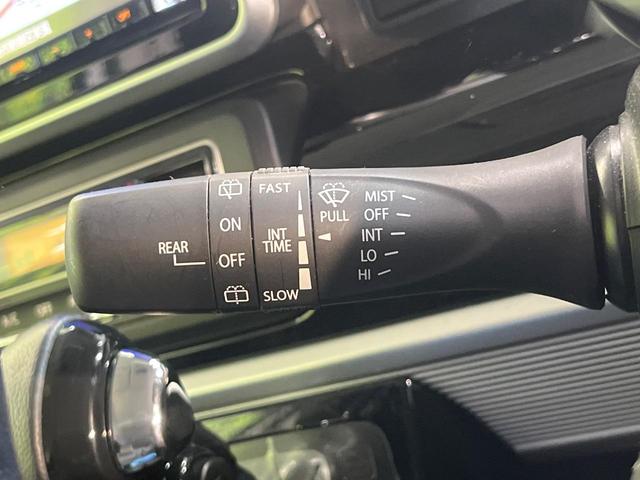 REAR
ON
OFF
FAST
INT
TIME
SLOW
PULL
MIST
OFF
INT
LO
HI